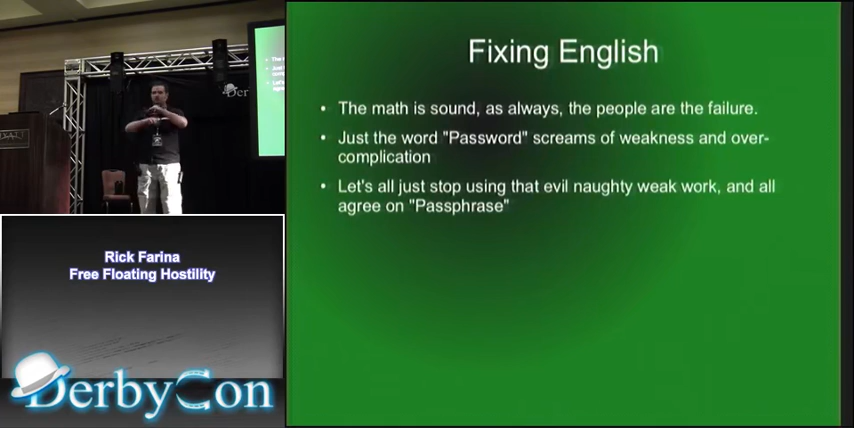 Fixing English
• The math is sound, as always, the people are the failure.
• Just the word "Password" screams of weakness and over-
complication
• Let's all just stop using that evil naughty weak work, and all
agree on "Passphrase"
Rick Farina
Free Floating Hostility
DerbyCon